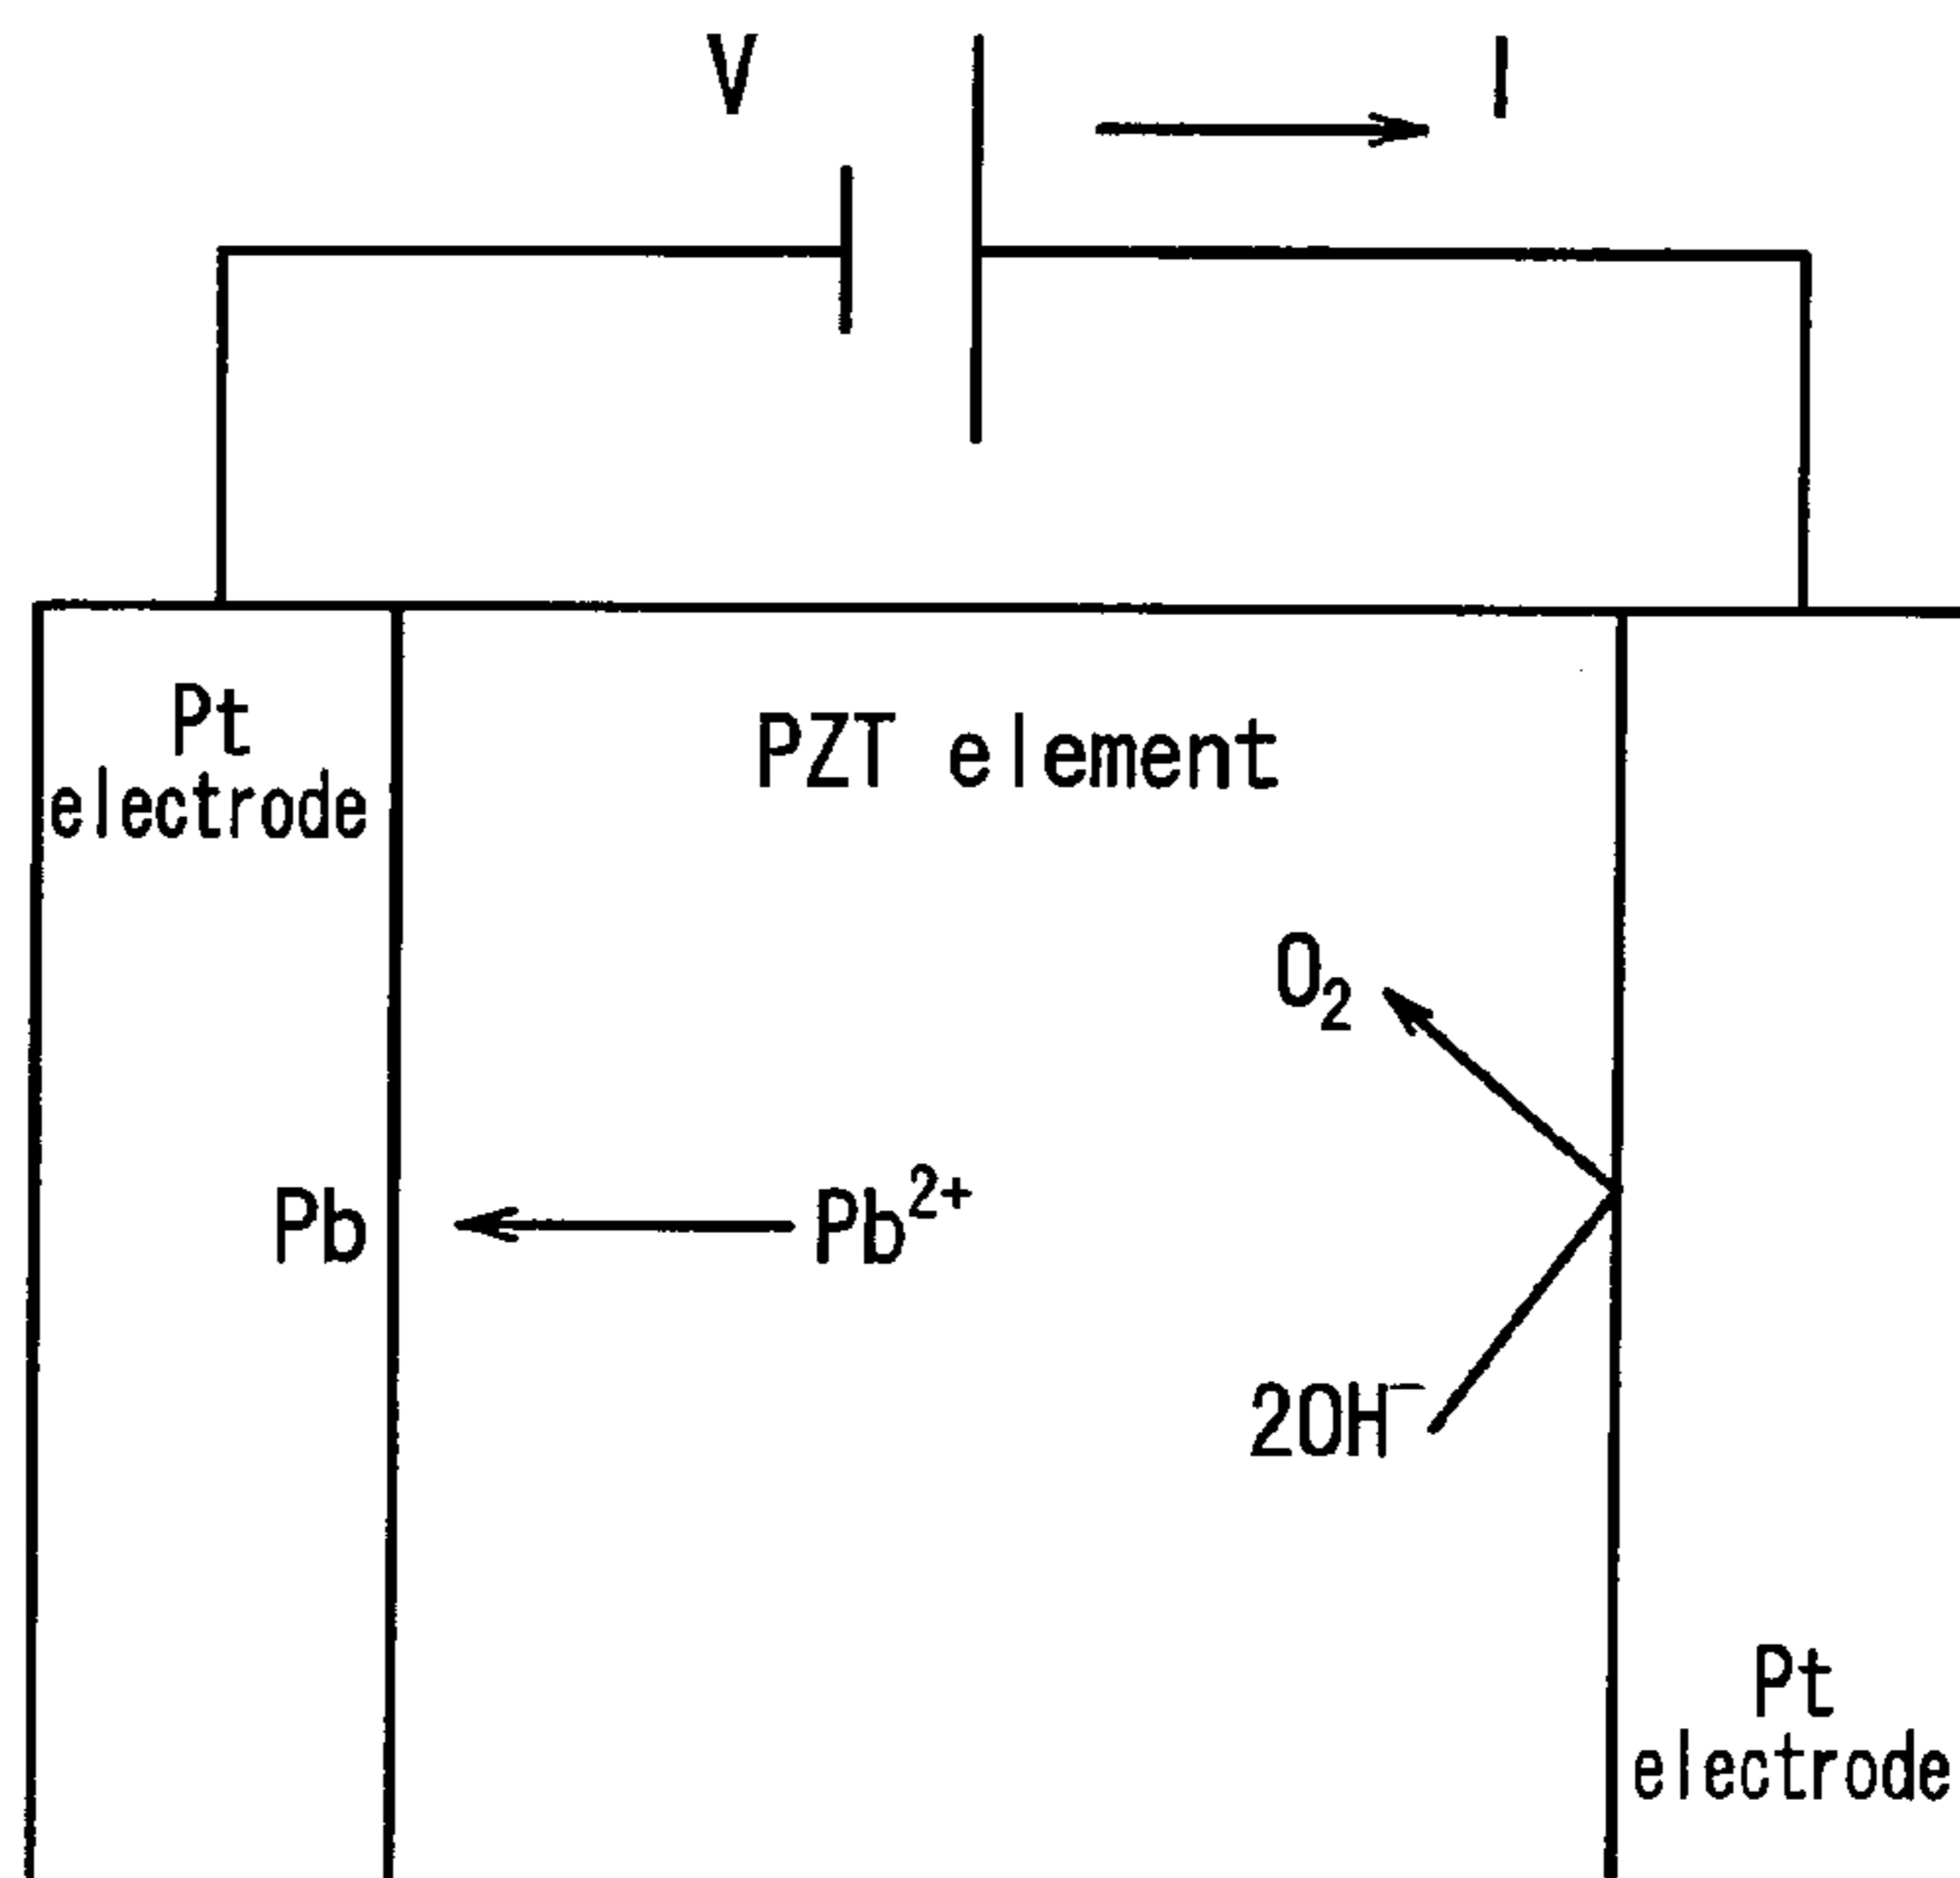 V
I
Pt
electrode
PZT element
O₂
Pb
Pb²⁺
2OH⁻
Pt
electrode